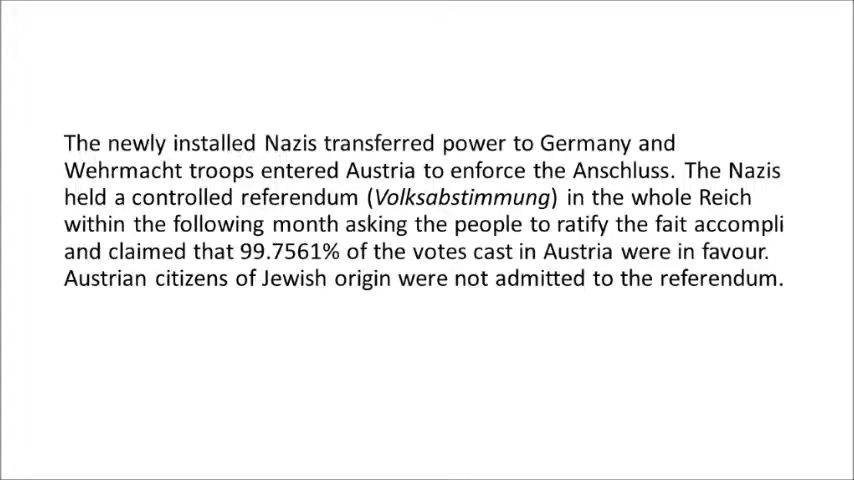 The newly installed Nazis transferred power to Germany and
Wehrmacht troops entered Austria to enforce the Anschluss. The Nazis
held a controlled referendum (Volksabstimmung) in the whole Reich
within the following month asking the people to ratify the fait accompli
and claimed that 99.7561% of the votes cast in Austria were in favour.
Austrian citizens of Jewish origin were not admitted to the referendum.